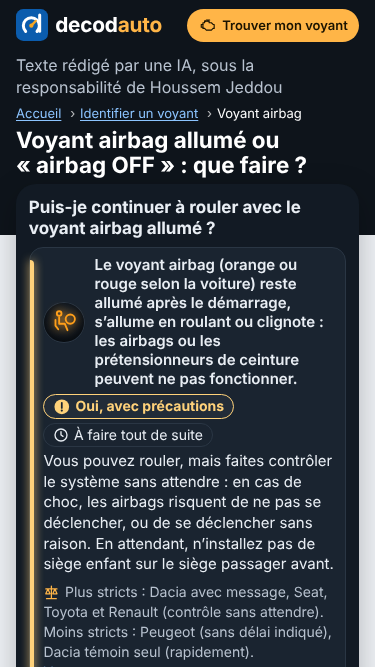 decodauto
Trouver mon voyant
Texte rédigé par une IA, sous la
responsabilité de Houssem Jeddou
Accueil › Identifier un voyant › Voyant airbag
Voyant airbag allumé ou
« airbag OFF » : que faire ?
Puis-je continuer à rouler avec le
voyant airbag allumé ?
Le voyant airbag (orange ou
rouge selon la voiture) reste
allumé après le démarrage,
s’allume en roulant ou clignote :
les airbags ou les
prétensionneurs de ceinture
peuvent ne pas fonctionner.
Oui, avec précautions
À faire tout de suite
Vous pouvez rouler, mais faites contrôler
le système sans attendre : en cas de
choc, les airbags risquent de ne pas se
déclencher, ou de se déclencher sans
raison. En attendant, n’installez pas de
siège enfant sur le siège passager avant.
Plus stricts : Dacia avec message, Seat,
Toyota et Renault (contrôle sans attendre).
Moins stricts : Peugeot (sans délai indiqué),
Dacia témoin seul (rapidement).